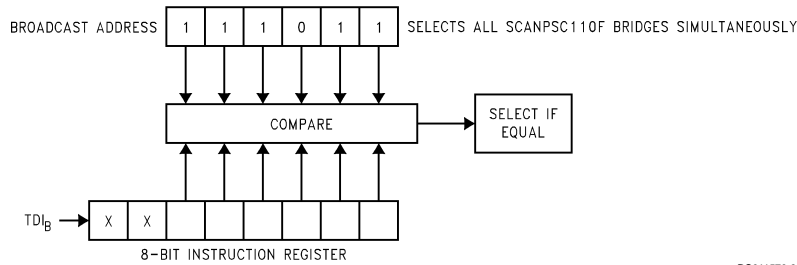 BROADCAST ADDRESS 1 1 1 0 1 1 SELECTS ALL SCANPSC110F BRIDGES SIMULTANEOUSLY
COMPARE
SELECT IF
EQUAL
TDIB X X
8-BIT INSTRUCTION REGISTER